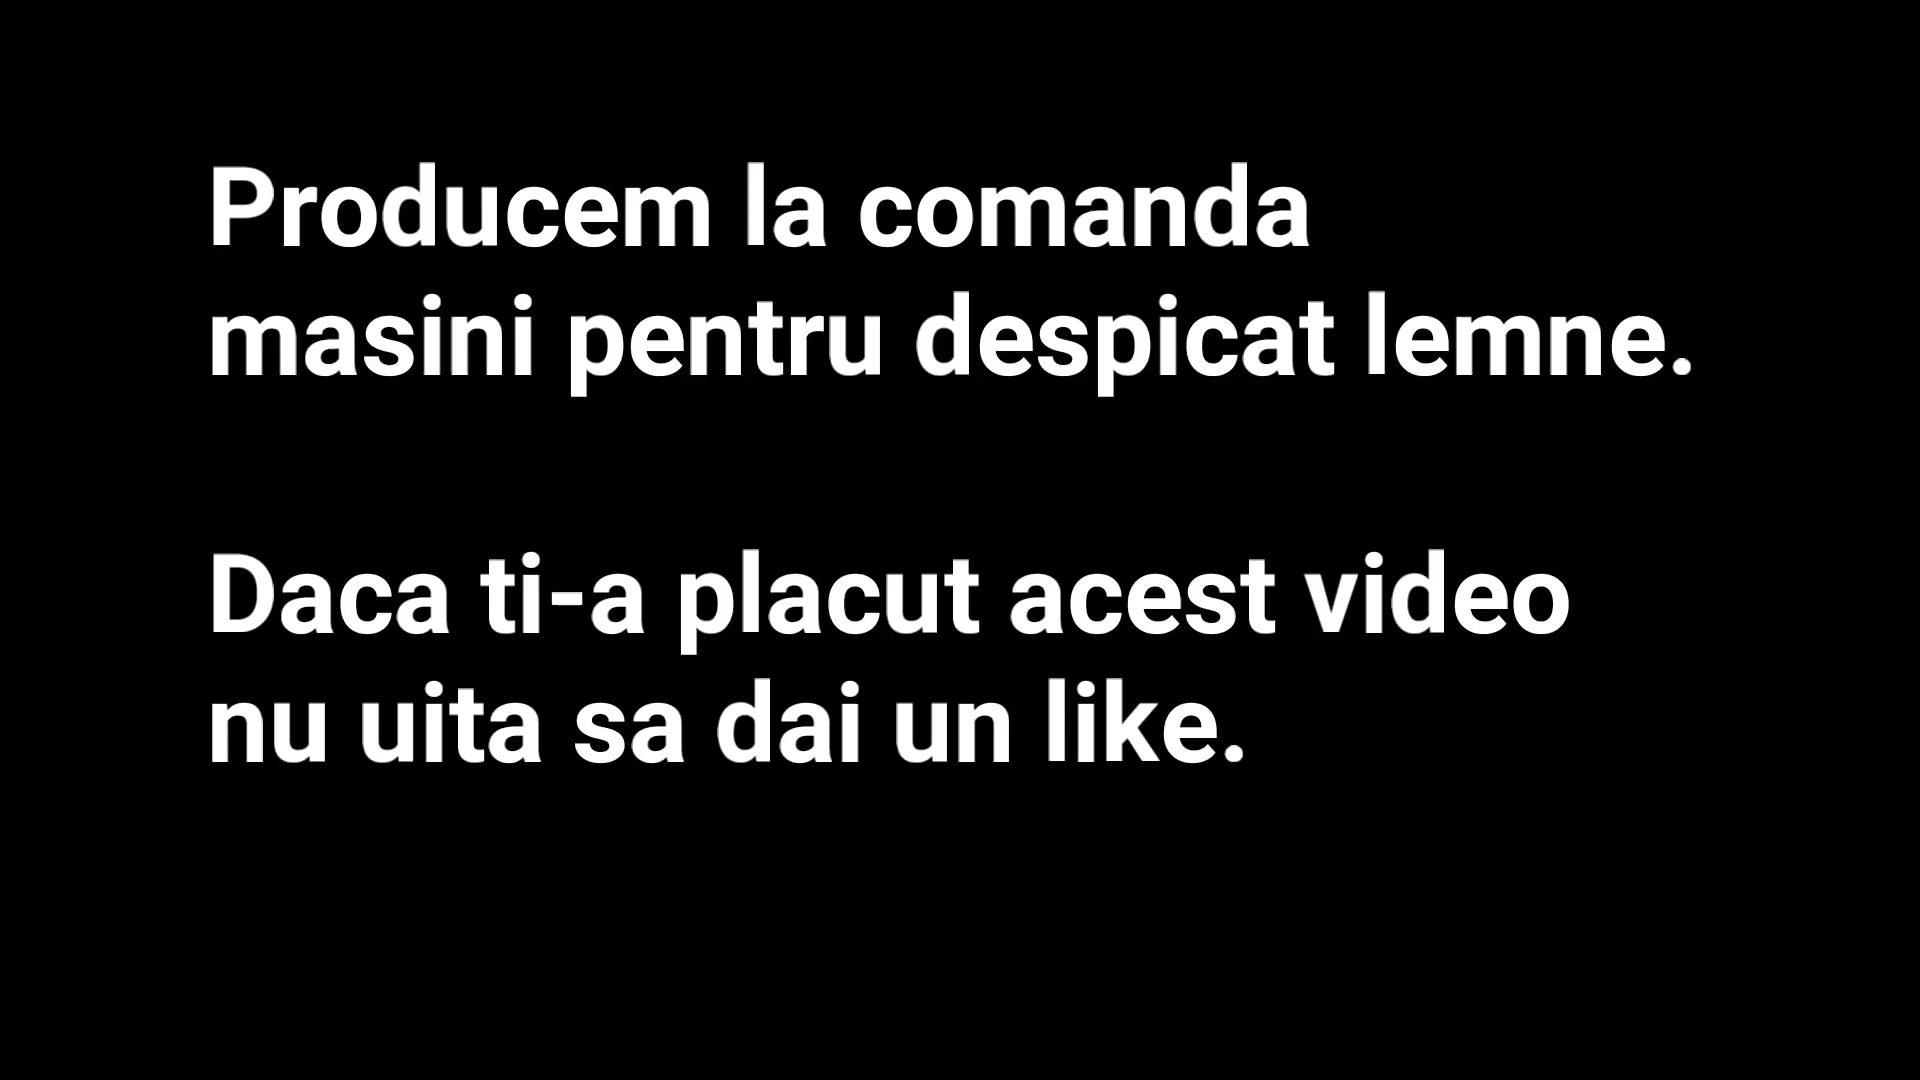 Producem la comanda
masini pentru despicat lemne.
Daca ti-a placut acest video
nu uita sa dai un like.